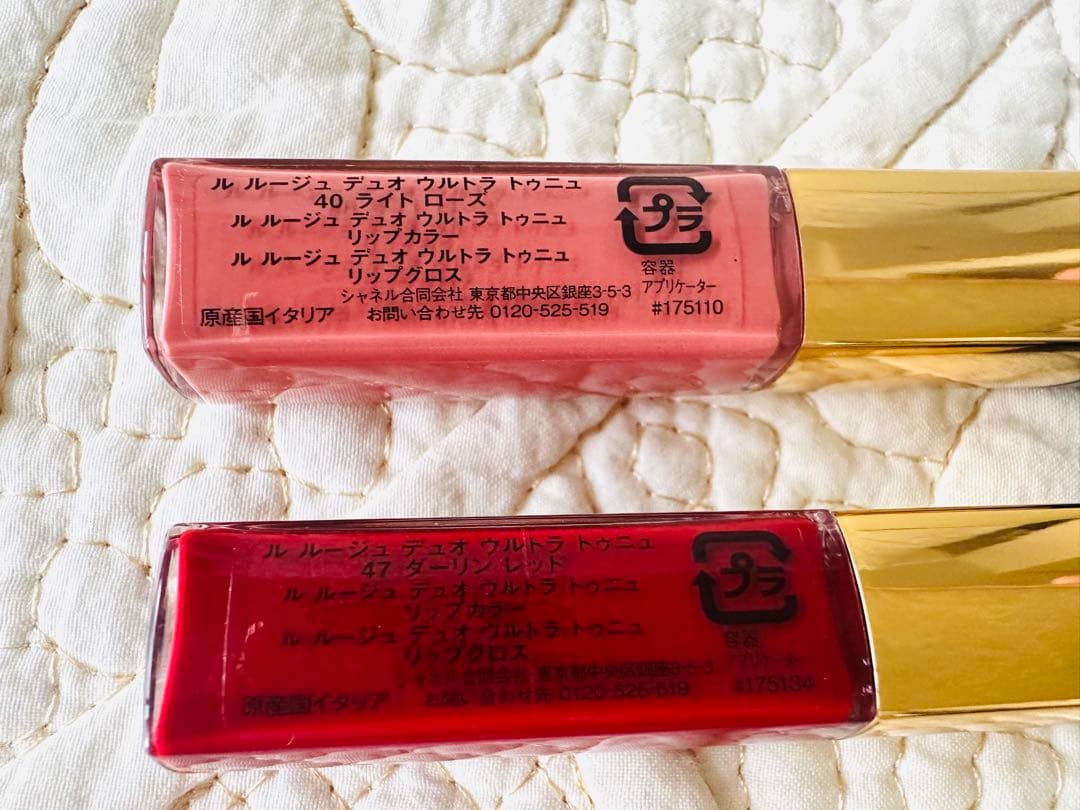 ル ルージュ デュオ ウルトラ トゥニュ
40 ライト ローズ
ル ルージュ デュオ ウルトラ トゥニュ
リップカラー
ル ルージュ デュオ ウルトラ トゥニュ
リップグロス
シャネル合同会社 東京都中央区銀座3-5-3
原産国イタリア お問い合わせ先 0120-525-519
プラ
容器
アプリケーター
#175110
ル ルージュ デュオ ウルトラ トゥニュ
47 ダーリン レッド
ル ルージュ デュオ ウルトラ トゥニュ
リップカラー
ル ルージュ デュオ ウルトラ トゥニュ
リップグロス
シャネル合同会社 東京都中央区銀座3-5-3
原産国イタリア お問い合わせ先 0120-525-519
プラ
容器
アプリケーター
#175134